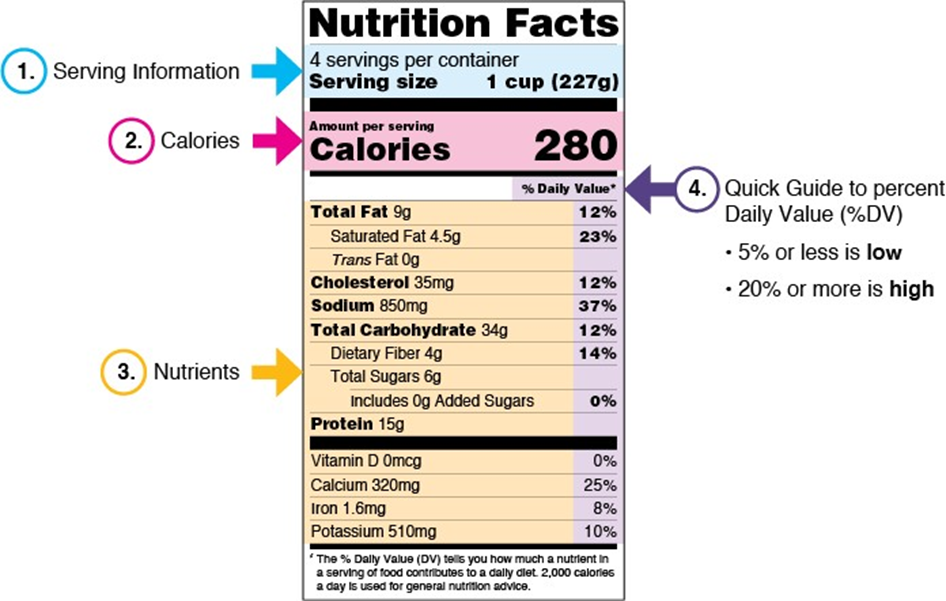 Nutrition Facts
4 servings per container
Serving size 1 cup (227g)
Amount per serving
Calories 280
% Daily Value*
Total Fat 9g 12%
Saturated Fat 4.5g 23%
Trans Fat 0g
Cholesterol 35mg 12%
Sodium 850mg 37%
Total Carbohydrate 34g 12%
Dietary Fiber 4g 14%
Total Sugars 6g
Includes 0g Added Sugars 0%
Protein 15g
Vitamin D 0mcg 0%
Calcium 320mg 25%
Iron 1.6mg 8%
Potassium 510mg 10%
* The % Daily Value (DV) tells you how much a nutrient in
a serving of food contributes to a daily diet. 2,000 calories
a day is used for general nutrition advice.
1. Serving Information
2. Calories
3. Nutrients
4. Quick Guide to percent
Daily Value (%DV)
• 5% or less is low
• 20% or more is high